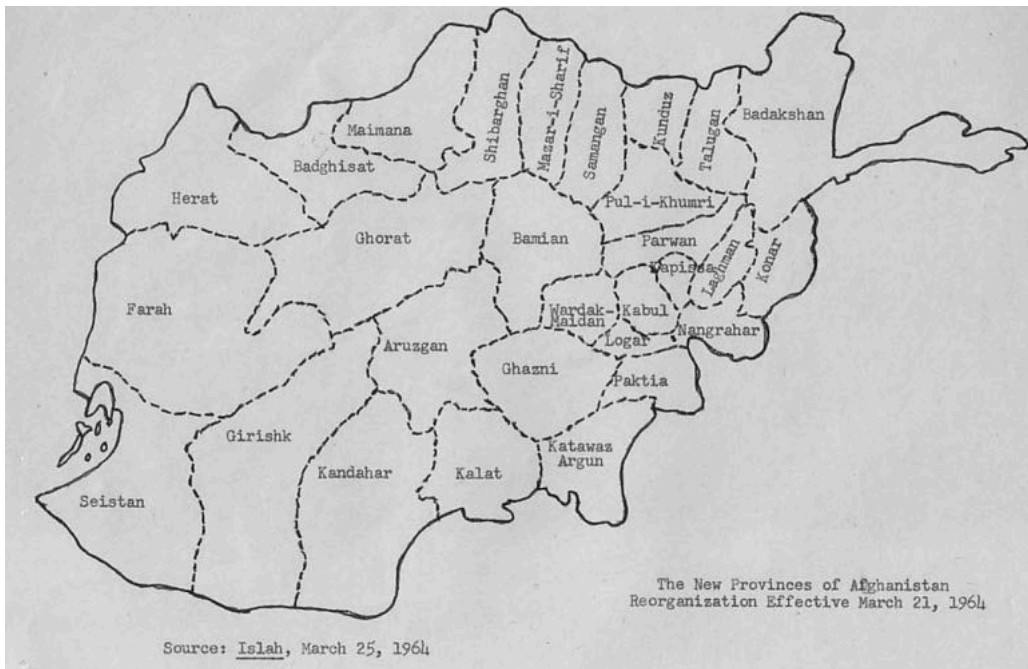 Maimana
Shibarghan
Mazar-i-Sharif
Samangan
Kunduz
Talugan
Badakshan
Badghisat
Herat
Pul-i-Khumri
Ghorat
Bamian
Parwan
Kapissa
Laghman
Konar
Farah
Wardak-
Maidan
Kabul
Nangrahar
Logar
Aruzgan
Ghazni
Paktia
Girishk
Kandahar
Kalat
Katawaz
Argun
Seistan
The New Provinces of Afghanistan
Reorganization Effective March 21, 1964
Source: Islah, March 25, 1964